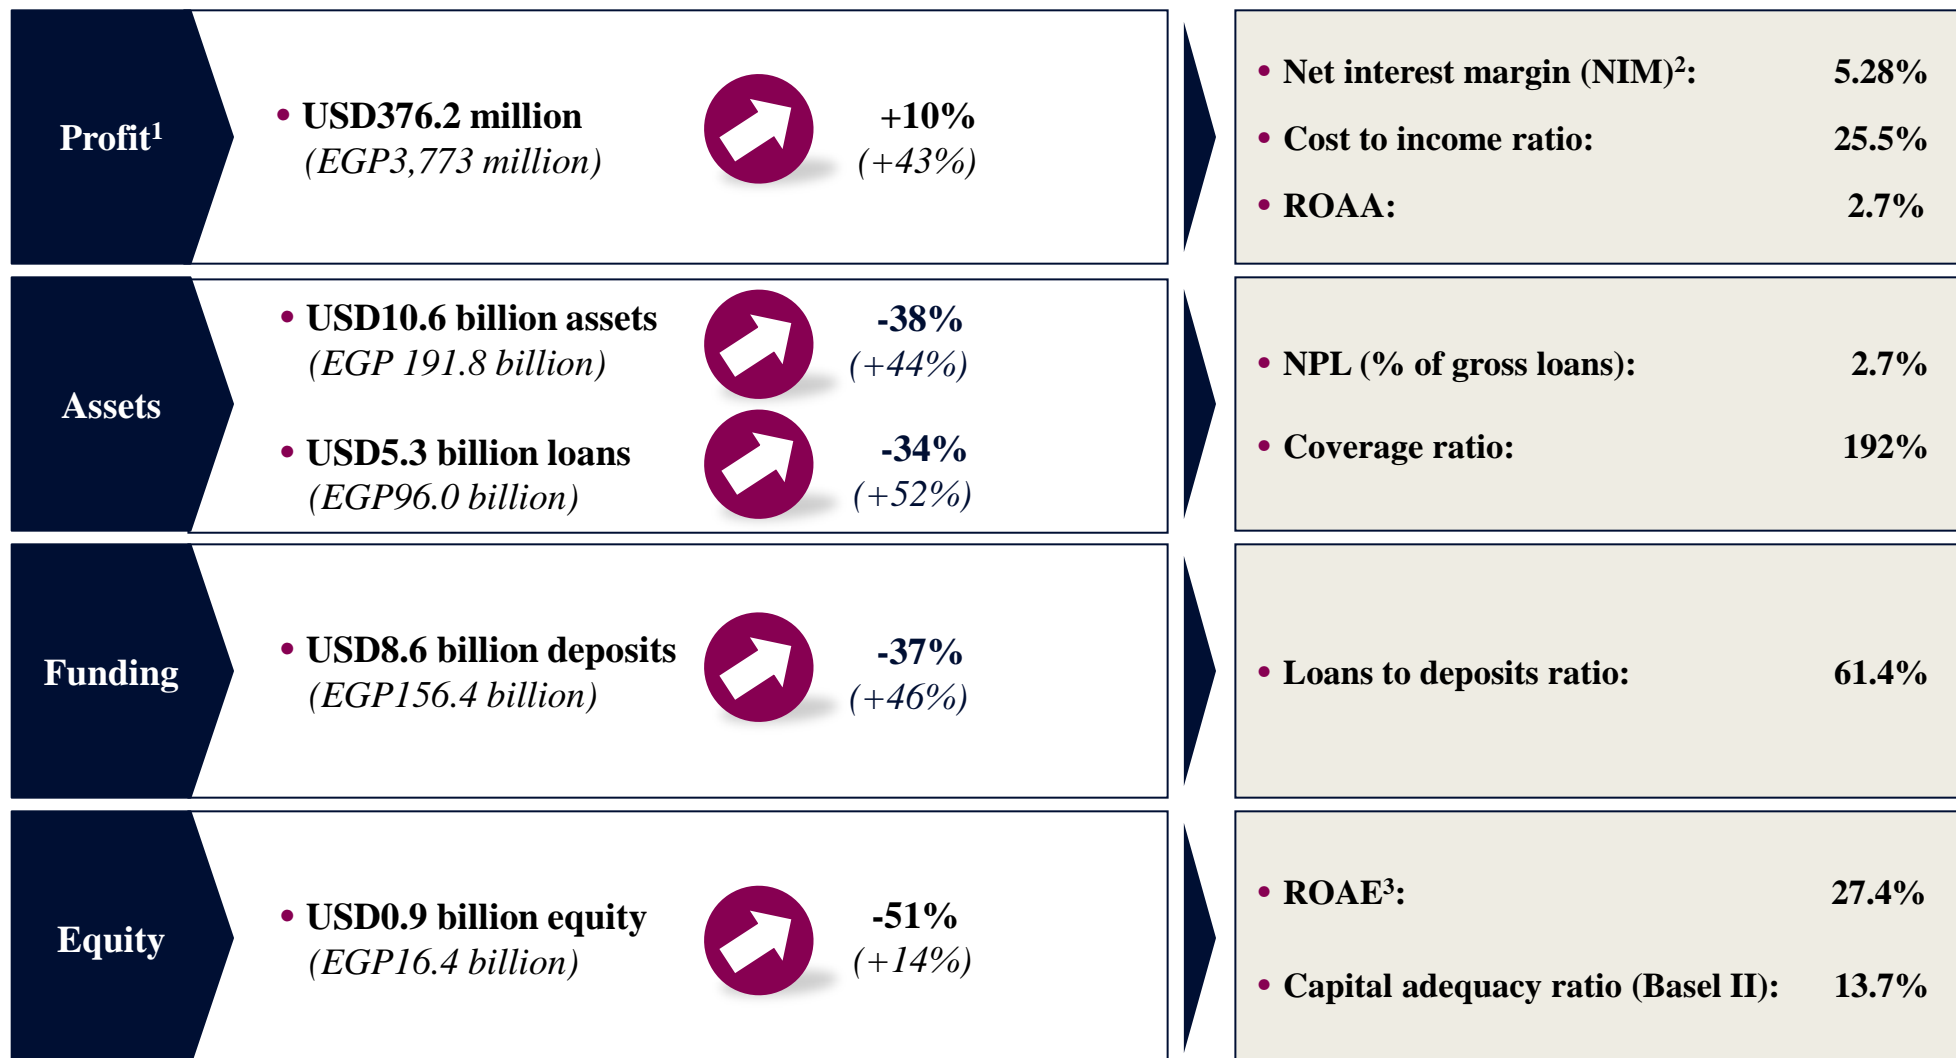 Profit¹
• USD376.2 million
(EGP3,773 million)
+10%
(+43%)
• Net interest margin (NIM)²: 5.28%
• Cost to income ratio: 25.5%
• ROAA: 2.7%
Assets
• USD10.6 billion assets
(EGP 191.8 billion)
-38%
(+44%)
• USD5.3 billion loans
(EGP96.0 billion)
-34%
(+52%)
• NPL (% of gross loans): 2.7%
• Coverage ratio: 192%
Funding
• USD8.6 billion deposits
(EGP156.4 billion)
-37%
(+46%)
• Loans to deposits ratio: 61.4%
Equity
• USD0.9 billion equity
(EGP16.4 billion)
-51%
(+14%)
• ROAE³: 27.4%
• Capital adequacy ratio (Basel II): 13.7%